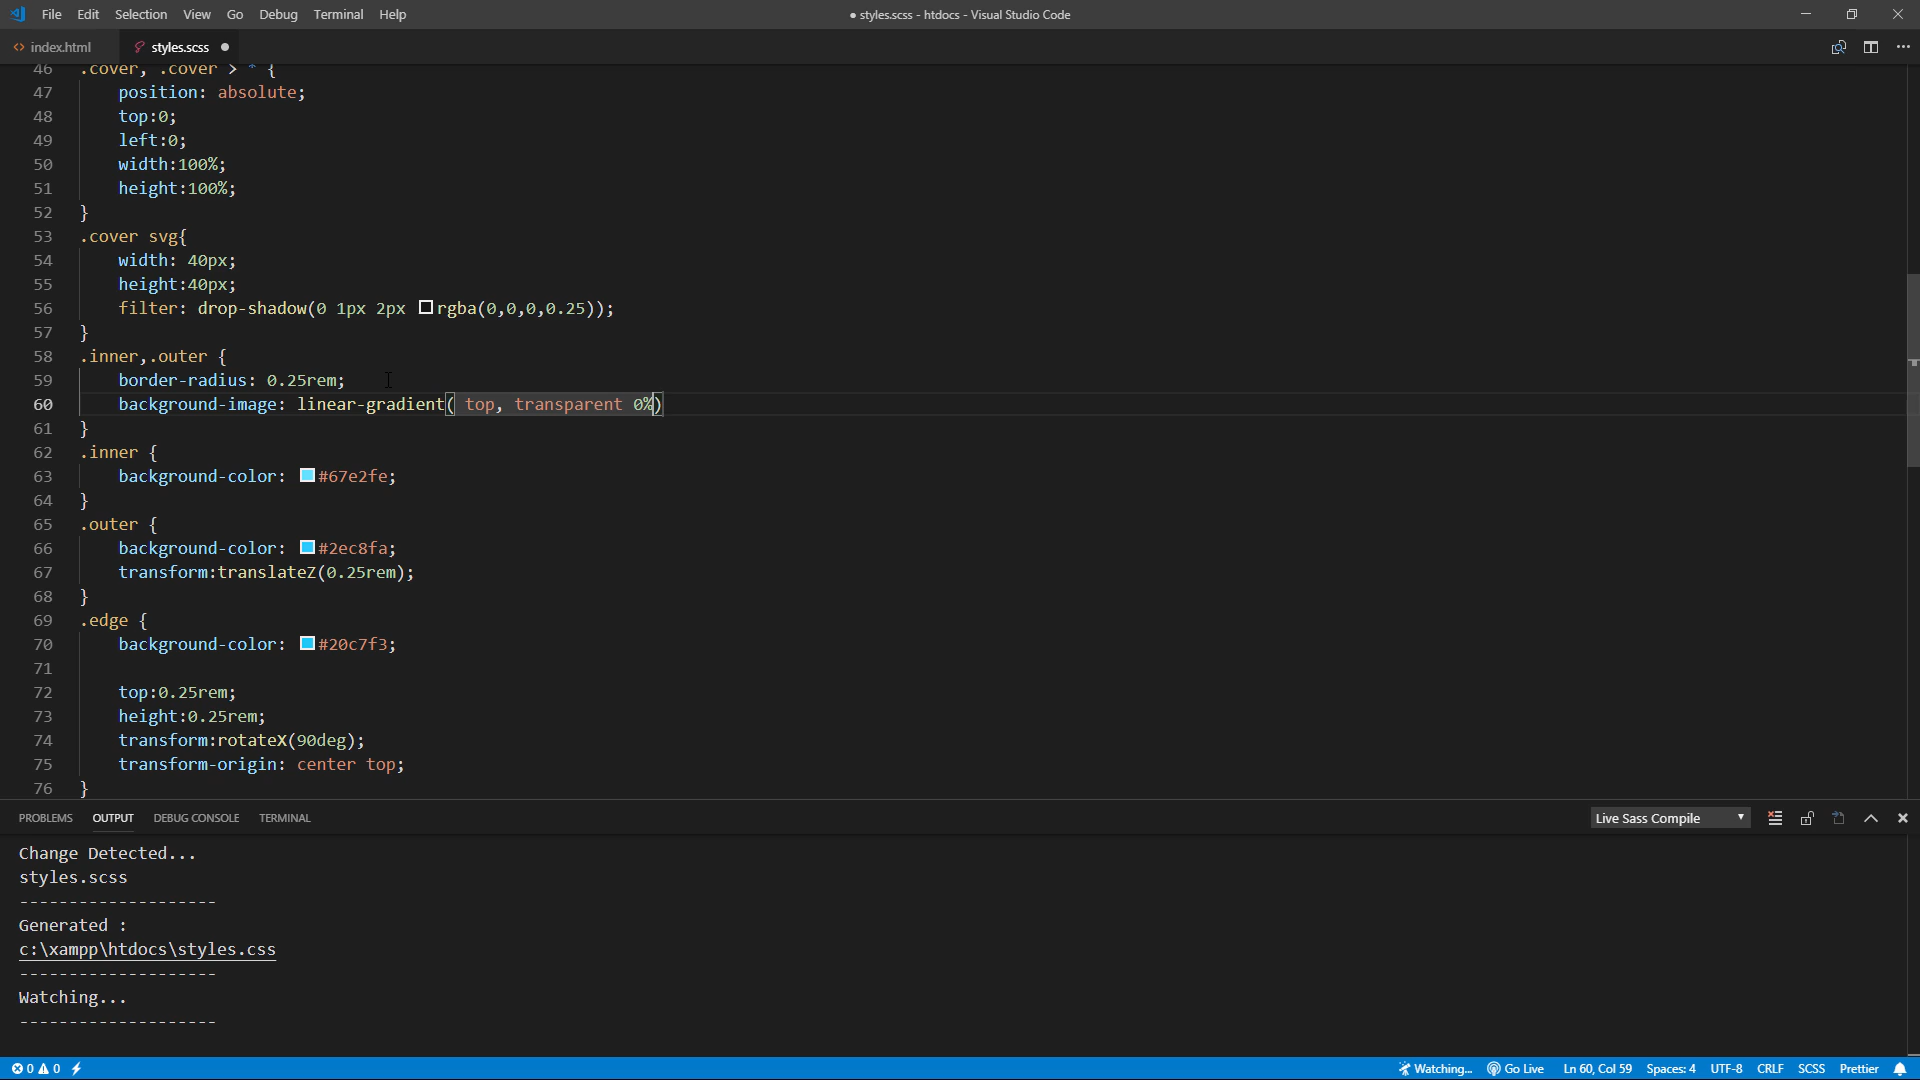 File Edit Selection View Go Debug Terminal Help
● styles.scss - htdocs - Visual Studio Code
<> index.html styles.scss ●
46 .cover, .cover > * {
47 position: absolute;
48 top:0;
49 left:0;
50 width:100%;
51 height:100%;
52 }
53 .cover svg{
54 width: 40px;
55 height:40px;
56 filter: drop-shadow(0 1px 2px rgba(0,0,0,0.25));
57 }
58 .inner,.outer {
59 border-radius: 0.25rem;
60 background-image: linear-gradient( top, transparent 0%)
61 }
62 .inner {
63 background-color: #67e2fe;
64 }
65 .outer {
66 background-color: #2ec8fa;
67 transform:translateZ(0.25rem);
68 }
69 .edge {
70 background-color: #20c7f3;
71
72 top:0.25rem;
73 height:0.25rem;
74 transform:rotateX(90deg);
75 transform-origin: center top;
76 }
PROBLEMS OUTPUT DEBUG CONSOLE TERMINAL Live Sass Compile
Change Detected...
styles.scss
--------------------
Generated :
c:\xampp\htdocs\styles.css
--------------------
Watching...
--------------------
0 0 Watching... Go Live Ln 60, Col 59 Spaces: 4 UTF-8 CRLF SCSS Prettier